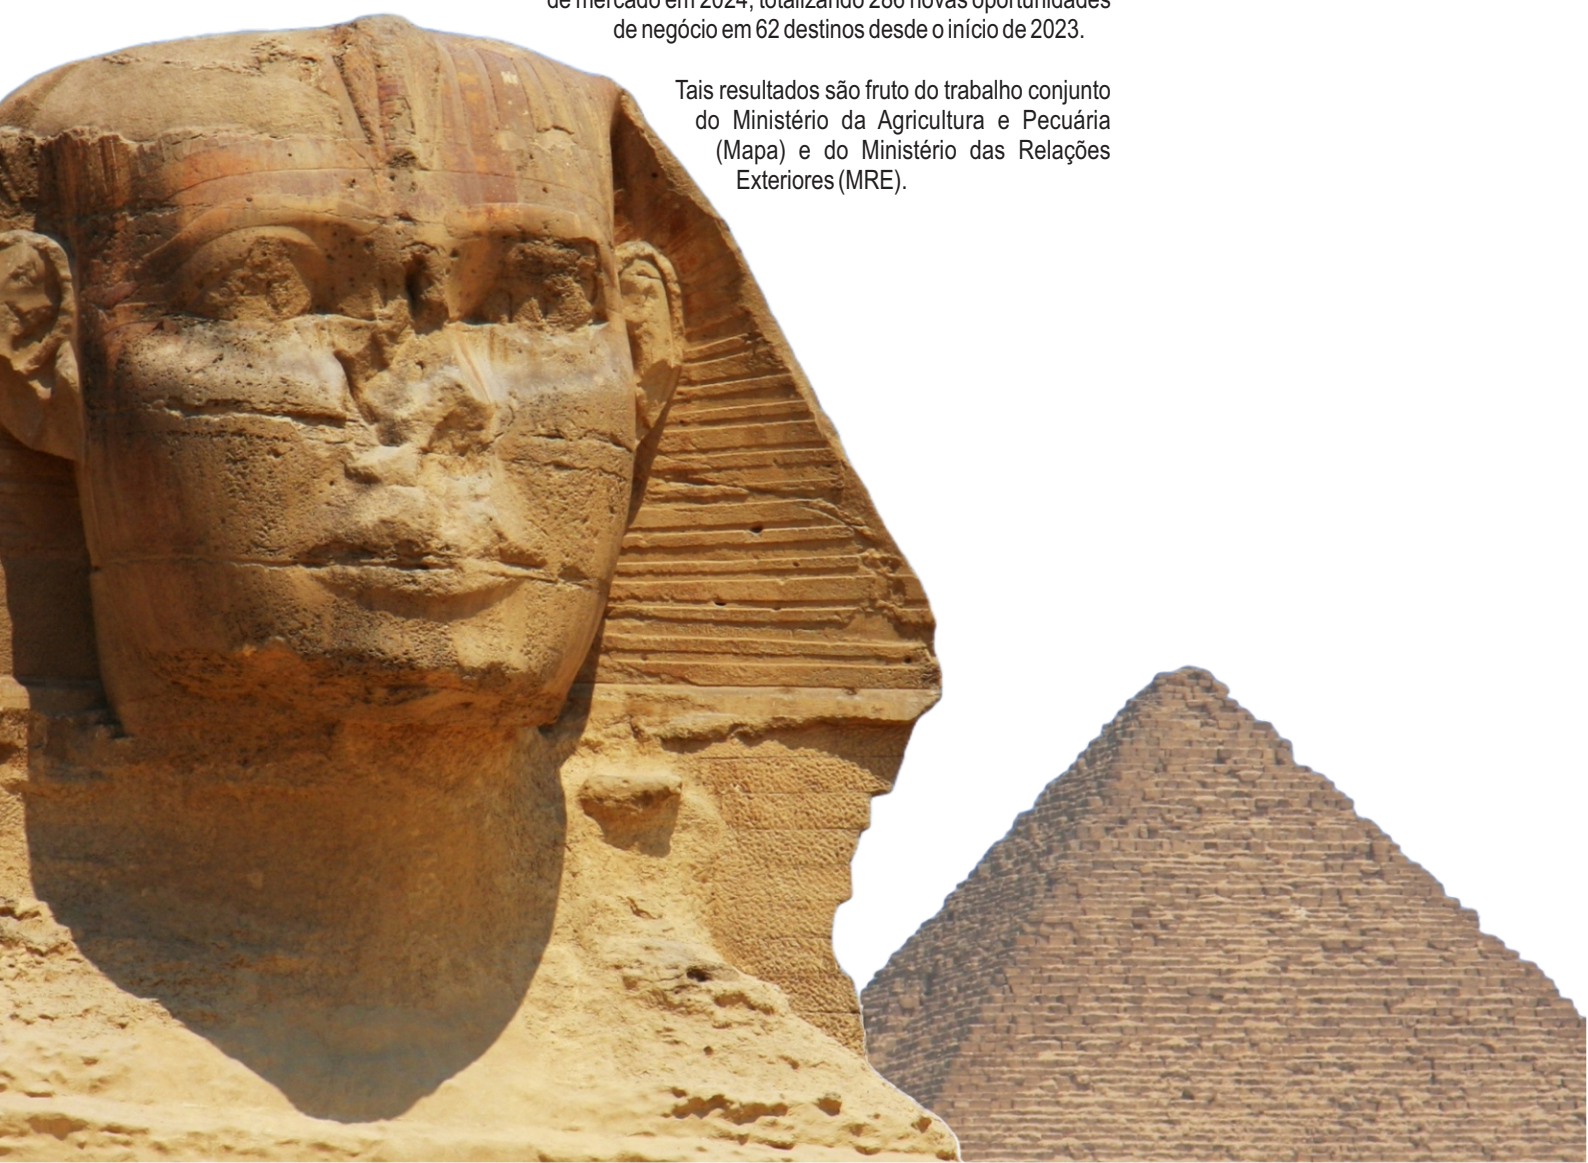 de mercado em 2024, totalizando 286 novas oportunidades
de negócio em 62 destinos desde o início de 2023.
Tais resultados são fruto do trabalho conjunto
do Ministério da Agricultura e Pecuária
(Mapa) e do Ministério das Relações
Exteriores (MRE).